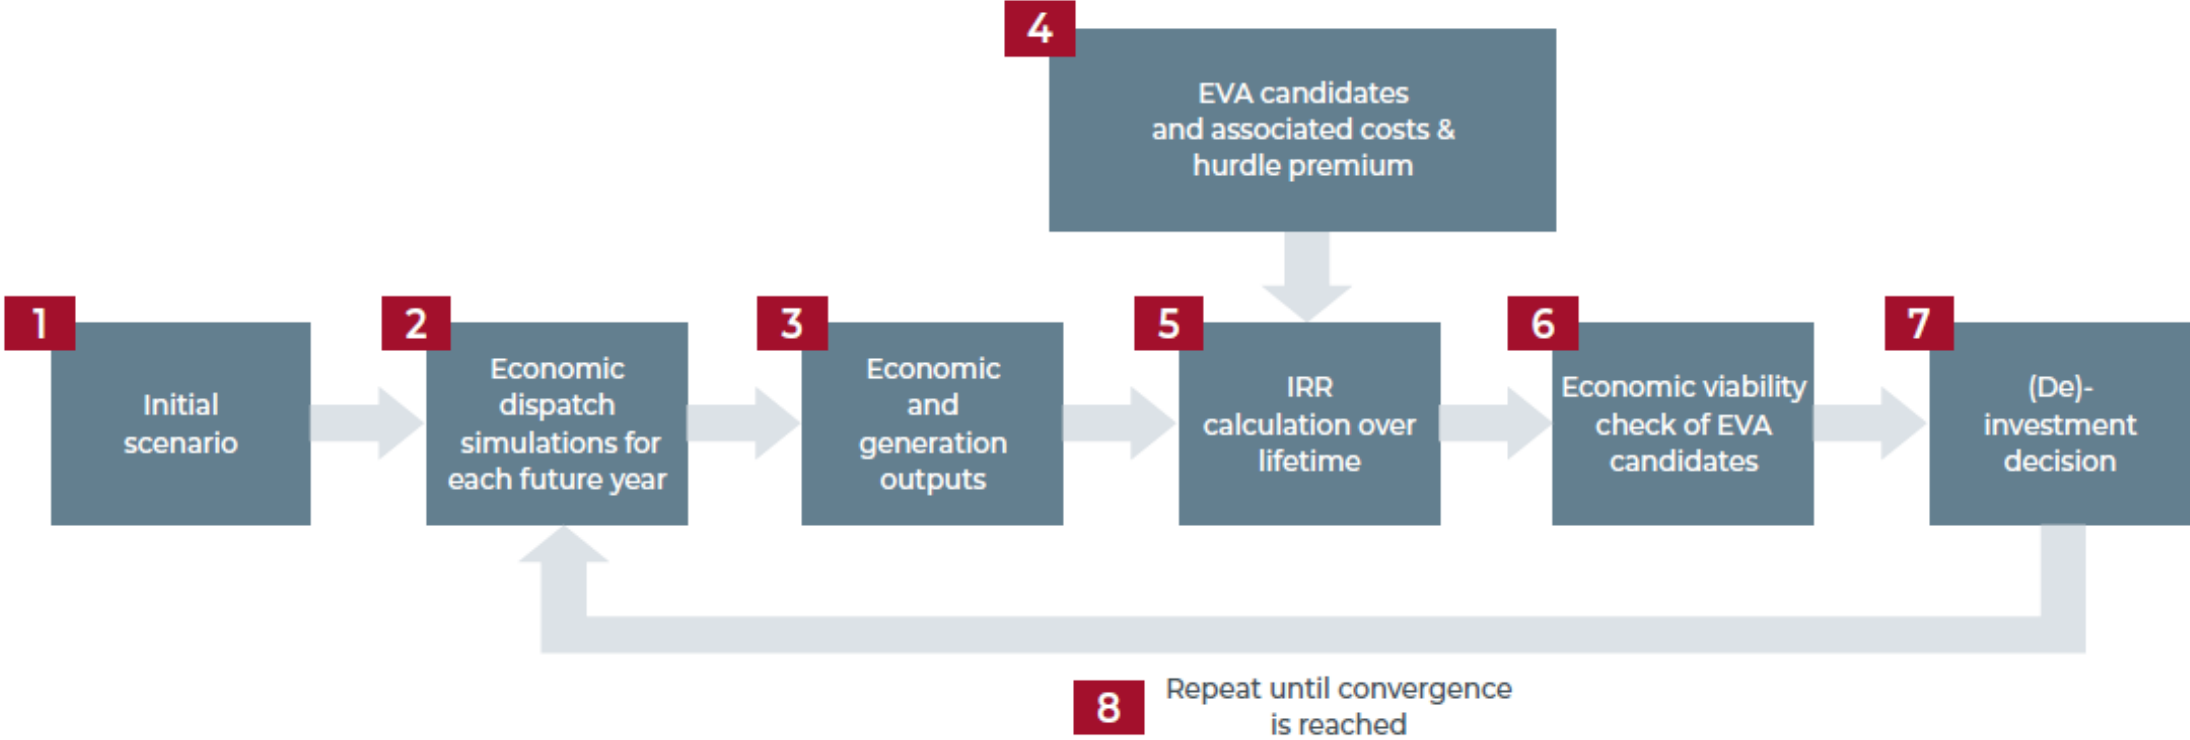 4
EVA candidates
and associated costs &
hurdle premium
1
Initial
scenario
2
Economic
dispatch
simulations for
each future year
3
Economic
and
generation
outputs
5
IRR
calculation over
lifetime
6
Economic viability
check of EVA
candidates
7
(De)-
investment
decision
8
Repeat until convergence
is reached